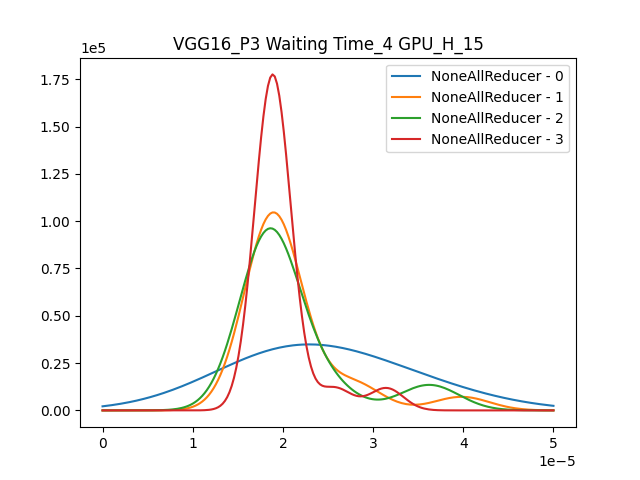 VGG16_P3 Waiting Time_4 GPU_H_15
1e5
NoneAllReducer - 0
NoneAllReducer - 1
NoneAllReducer - 2
NoneAllReducer - 3
1.75
1.50
1.25
1.00
0.75
0.50
0.25
0.00
0 1 2 3 4 5
1e−5